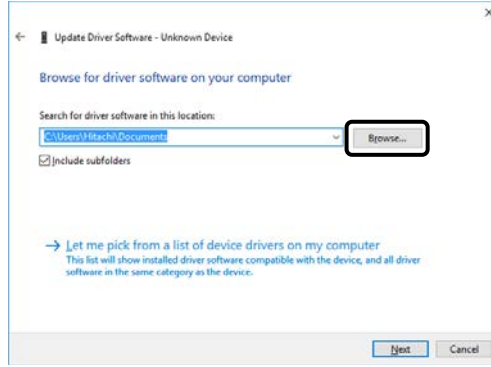 Update Driver Software - Unknown Device
Browse for driver software on your computer
Search for driver software in this location:
C:\Users\Hitachi\Documents
Browse...
Include subfolders
Let me pick from a list of device drivers on my computer
This list will show installed driver software compatible with the device, and all driver
software in the same category as the device.
Next Cancel